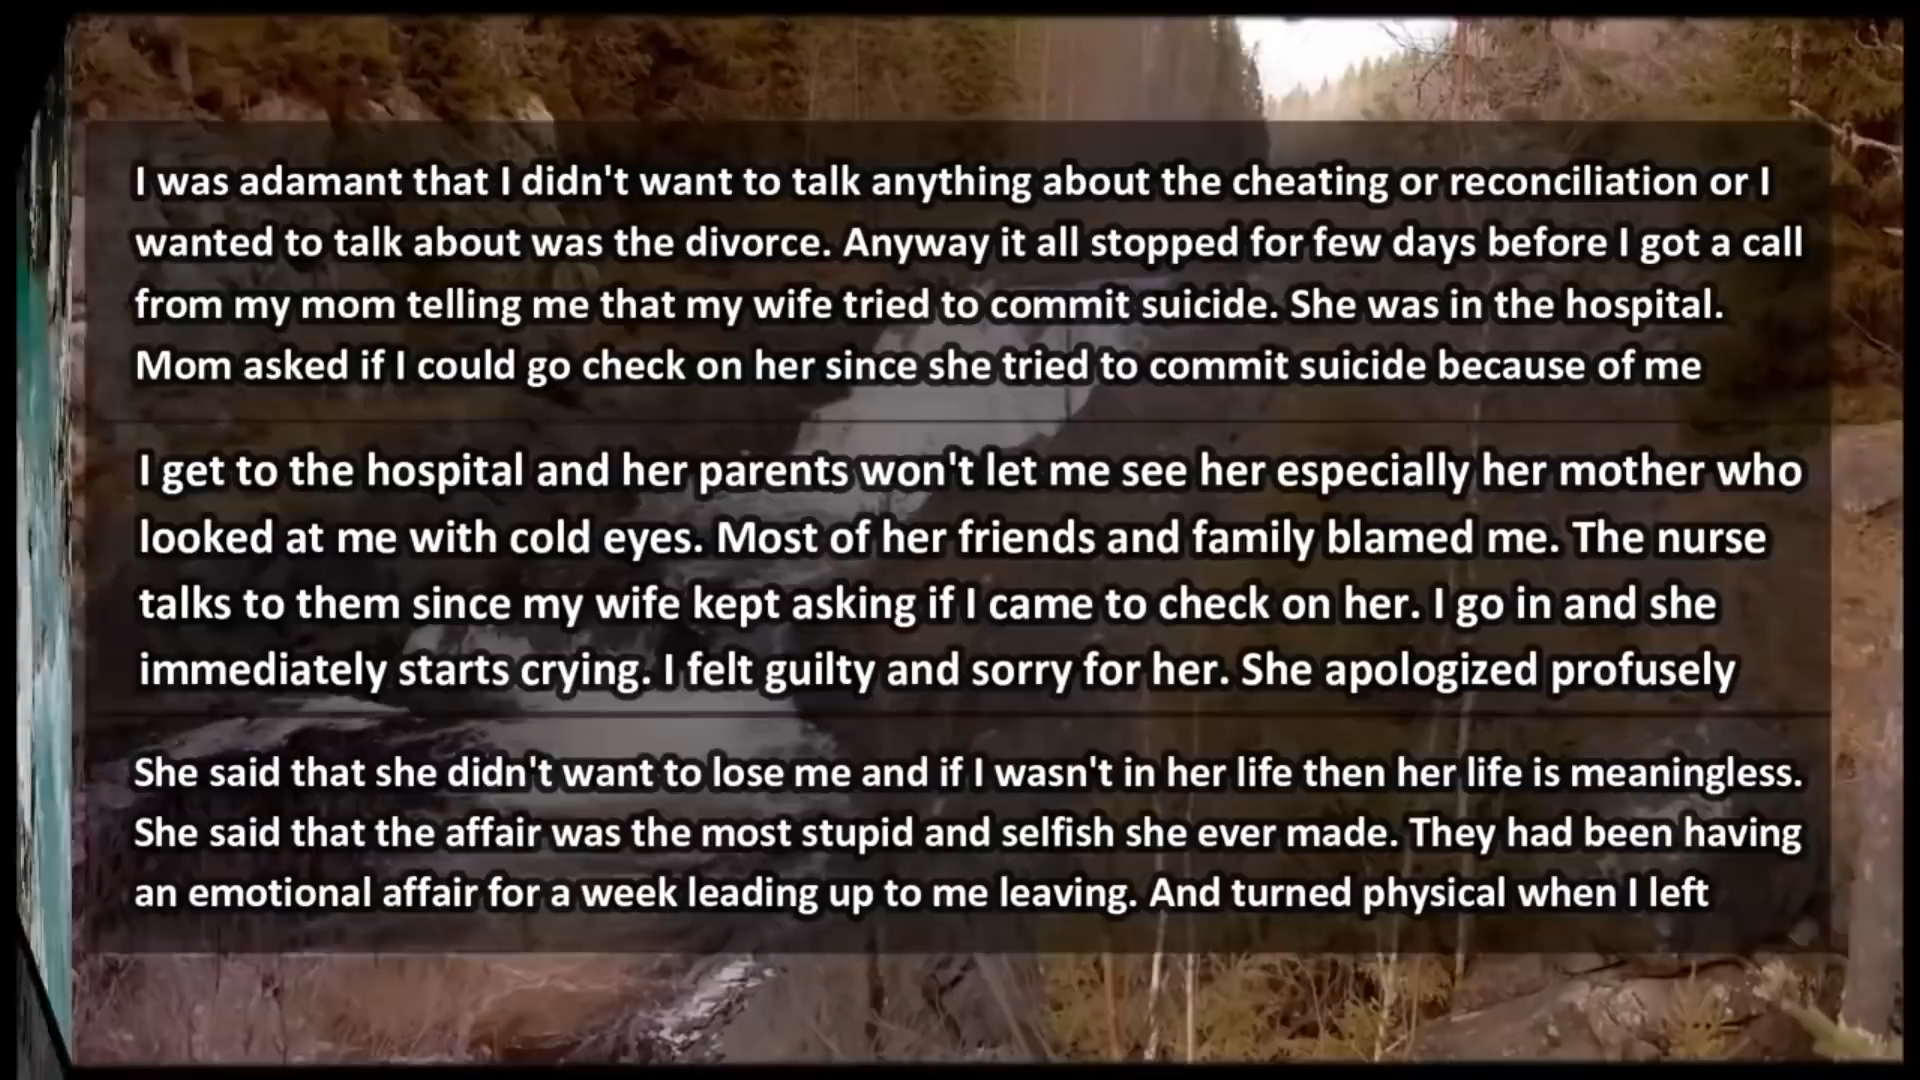 I was adamant that I didn't want to talk anything about the cheating or reconciliation or I
wanted to talk about was the divorce. Anyway it all stopped for few days before I got a call
from my mom telling me that my wife tried to commit suicide. She was in the hospital.
Mom asked if I could go check on her since she tried to commit suicide because of me
I get to the hospital and her parents won't let me see her especially her mother who
looked at me with cold eyes. Most of her friends and family blamed me. The nurse
talks to them since my wife kept asking if I came to check on her. I go in and she
immediately starts crying. I felt guilty and sorry for her. She apologized profusely
She said that she didn't want to lose me and if I wasn't in her life then her life is meaningless.
She said that the affair was the most stupid and selfish she ever made. They had been having
an emotional affair for a week leading up to me leaving. And turned physical when I left